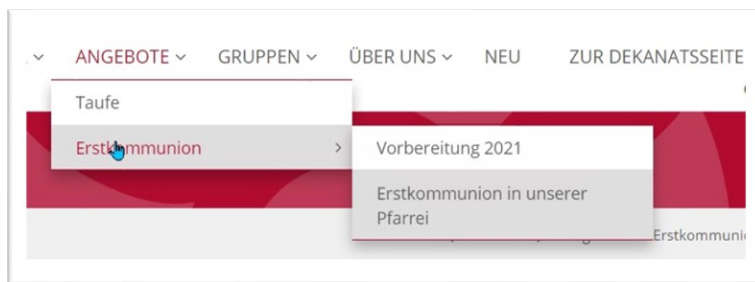 ANGEBOTE GRUPPEN ÜBER UNS NEU ZUR DEKANATSSEITE
Taufe
Erstkommunion
Vorbereitung 2021
Erstkommunion in unserer
Pfarrei